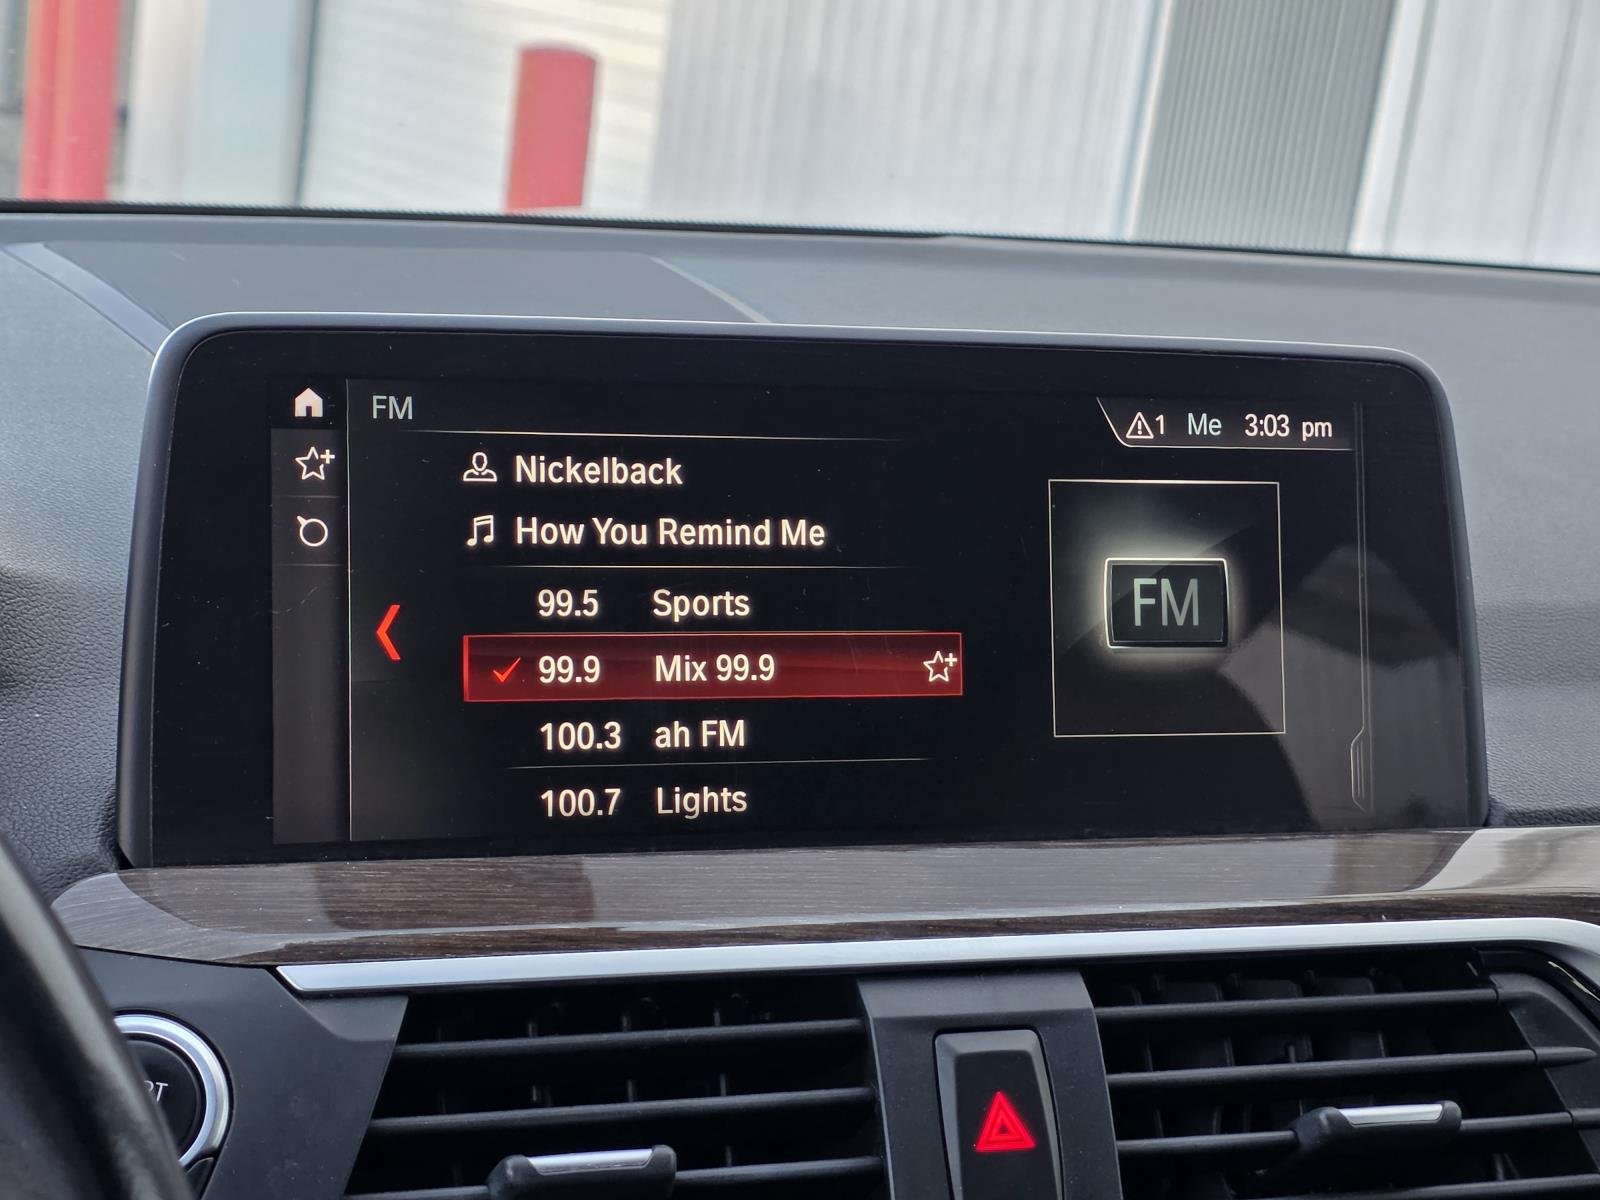 FM
1 Me 3:03 pm
Nickelback
How You Remind Me
99.5 Sports
99.9 Mix 99.9
100.3 ah FM
100.7 Lights
FM